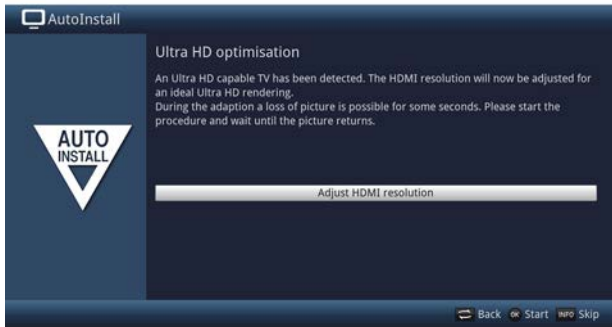 AutoInstall
Ultra HD optimisation
An Ultra HD capable TV has been detected. The HDMI resolution will now be adjusted for
an ideal Ultra HD rendering.
During the adaption a loss of picture is possible for some seconds. Please start the
procedure and wait until the picture returns.
AUTO
INSTALL
Adjust HDMI resolution
Back OK Start INFO Skip